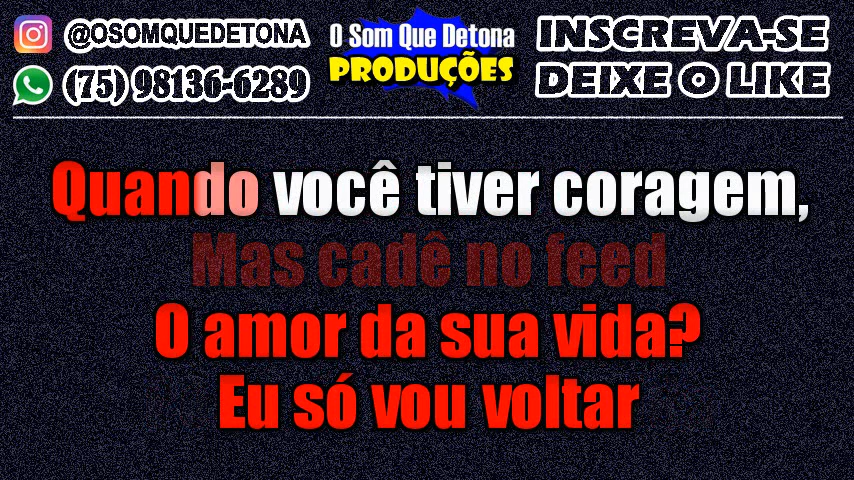 @OSOMQUEDETONA
(75) 98136-6289
O Som Que Detona
PRODUÇÕES
INSCREVA-SE
DEIXE O LIKE
Quando você tiver coragem,
Mas cadê no feed
O amor da sua vida?
Eu só vou voltar